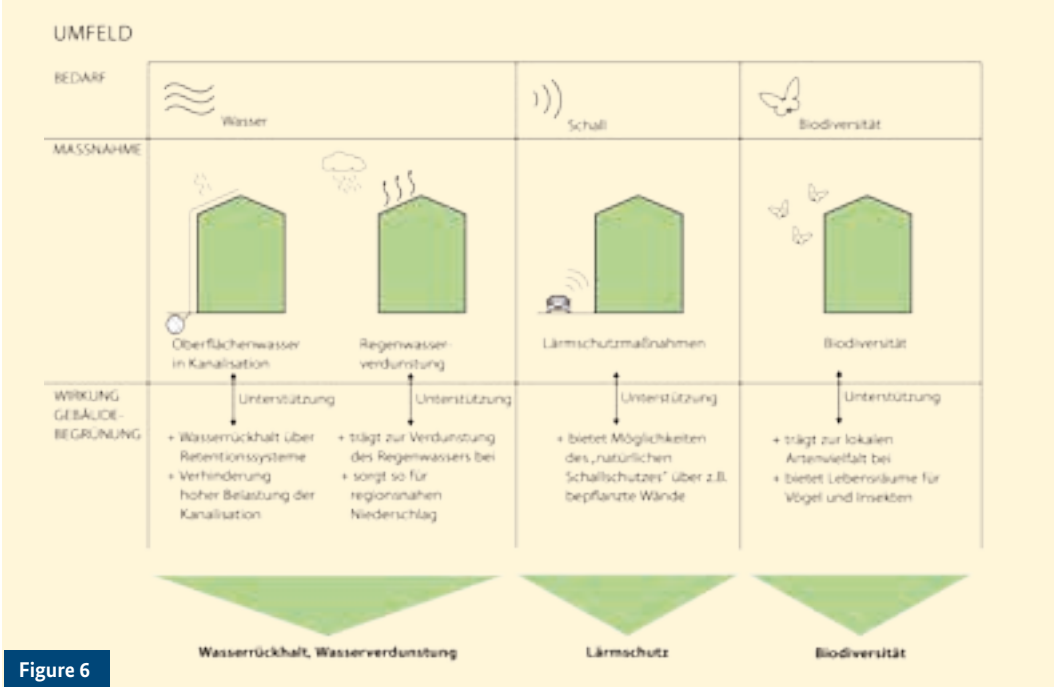 UMFELD
BEDARF
Wasser
Schall
Biodiversität
MASSNAHME
Oberflächenwasser
in Kanalisation
Regenwasser-
verdunstung
Lärmschutzmaßnahmen
Biodiversität
WIRKUNG
GEBÄUDE-
BEGRÜNUNG
Unterstützung
Unterstützung
Unterstützung
Unterstützung
+ Wasserrückhalt über
Retentionssysteme
+ Verhinderung
hoher Belastung der
Kanalisation
+ trägt zur Verdunstung
des Regenwassers bei
+ sorgt so für
regionsnahen
Niederschlag
+ bietet Möglichkeiten
des „natürlichen
Schallschutzes" über z.B.
bepflanzte Wände
+ trägt zur lokalen
Artenvielfalt bei
+ bietet Lebensräume für
Vögel und Insekten
Wasserrückhalt, Wasserverdunstung
Lärmschutz
Biodiversität
Figure 6